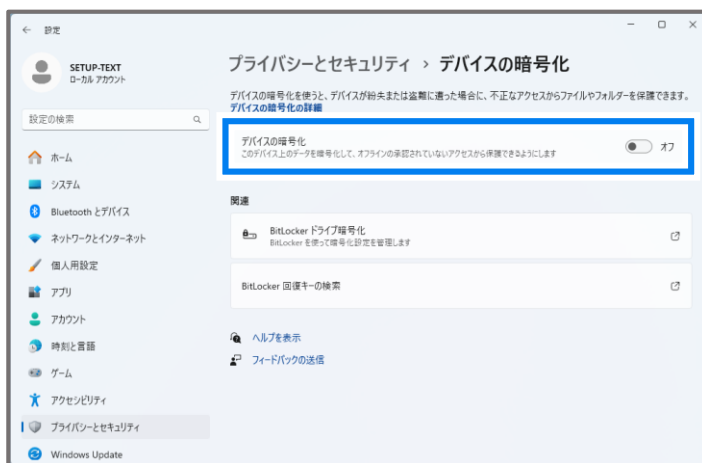 設定
SETUP-TEXT
ローカル アカウント
設定の検索
ホーム
システム
Bluetooth とデバイス
ネットワークとインターネット
個人用設定
アプリ
アカウント
時刻と言語
ゲーム
アクセシビリティ
プライバシーとセキュリティ
Windows Update
プライバシーとセキュリティ › デバイスの暗号化
デバイスの暗号化を使うと、デバイスが紛失または盗難に遭った場合に、不正なアクセスからファイルやフォルダーを保護できます。
デバイスの暗号化の詳細
デバイスの暗号化
このデバイス上のデータを暗号化して、オフラインの承認されていないアクセスから保護できるようにします
オフ
関連
BitLocker ドライブ暗号化
BitLocker を使って暗号化設定を管理します
BitLocker 回復キーの検索
ヘルプを表示
フィードバックの送信